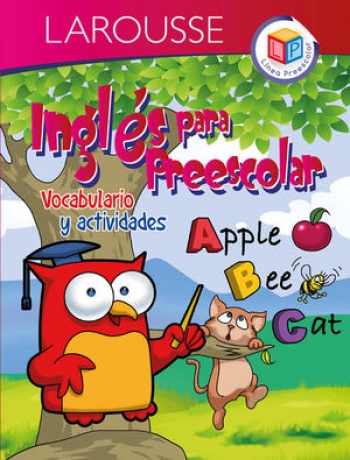 LAROUSSE
LP
Línea Preescolar
Inglés para
Preescolar
Vocabulario
y actividades
Apple
Bee
Cat